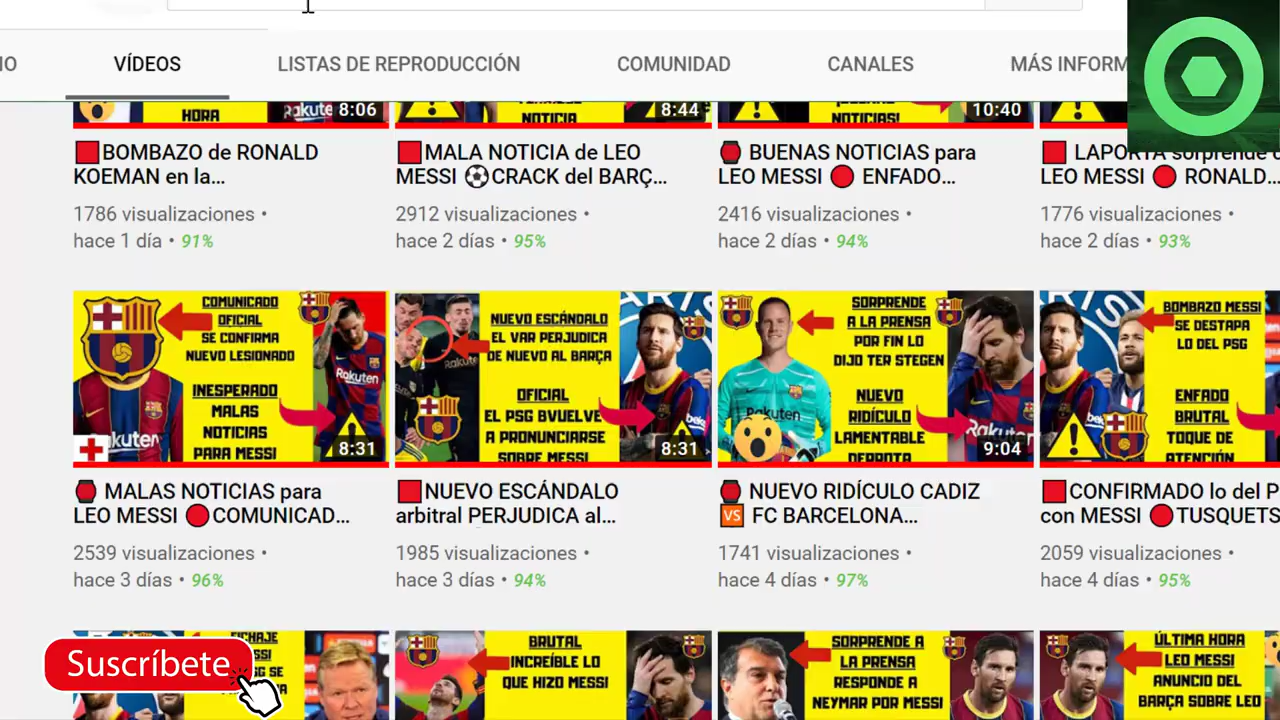 IO
VÍDEOS
LISTAS DE REPRODUCCIÓN
COMUNIDAD
CANALES
MÁS INFORM
HORA
Rakuten
8:06
NOTICIA
8:44
NOTICIAS!
10:40
BOMBAZO de RONALD
KOEMAN en la...
1786 visualizaciones •
hace 1 día • 91%
MALA NOTICIA de LEO
MESSI ⚽CRACK del BARÇ...
2912 visualizaciones •
hace 2 días • 95%
BUENAS NOTICIAS para
LEO MESSI 🔴 ENFADO...
2416 visualizaciones •
hace 2 días • 94%
LAPORTA sorprende
LEO MESSI 🔴 RONALD...
1776 visualizaciones •
hace 2 días • 93%
COMUNICADO
OFICIAL
SE CONFIRMA
NUEVO LESIONADO
INESPERADO
MALAS
NOTICIAS
PARA MESSI
Rakuten
8:31
NUEVO ESCÁNDALO
EL VAR PERJUDICA
DE NUEVO AL BARÇA
OFICIAL
EL PSG BVUELVE
A PRONUNCIARSE
SOBRE MESSI
8:31
SORPRENDE
A LA PRENSA
POR FIN LO
DIJO TER STEGEN
NUEVO
RIDÍCULO
LAMENTABLE
DERROTA
Rakuten
9:04
BOMBAZO MESSI
SE DESTAPA
LO DEL PSG
ENFADO
BRUTAL
TOQUE DE
ATENCIÓN
MALAS NOTICIAS para
LEO MESSI 🔴COMUNICAD...
2539 visualizaciones •
hace 3 días • 96%
NUEVO ESCÁNDALO
arbitral PERJUDICA al...
1985 visualizaciones •
hace 3 días • 94%
NUEVO RIDÍCULO CADIZ
🆚 FC BARCELONA...
1741 visualizaciones •
hace 4 días • 97%
CONFIRMADO lo del P
con MESSI 🔴TUSQUETS
2059 visualizaciones •
hace 4 días • 95%
FICHAJE
Suscríbete
BRUTAL
INCREÍBLE LO
QUE HIZO MESSI
SORPRENDE A
LA PRENSA
RESPONDE A
NEYMAR POR MESSI
ÚLTIMA HORA
LEO MESSI
ANUNCIO DEL
BARÇA SOBRE LEO